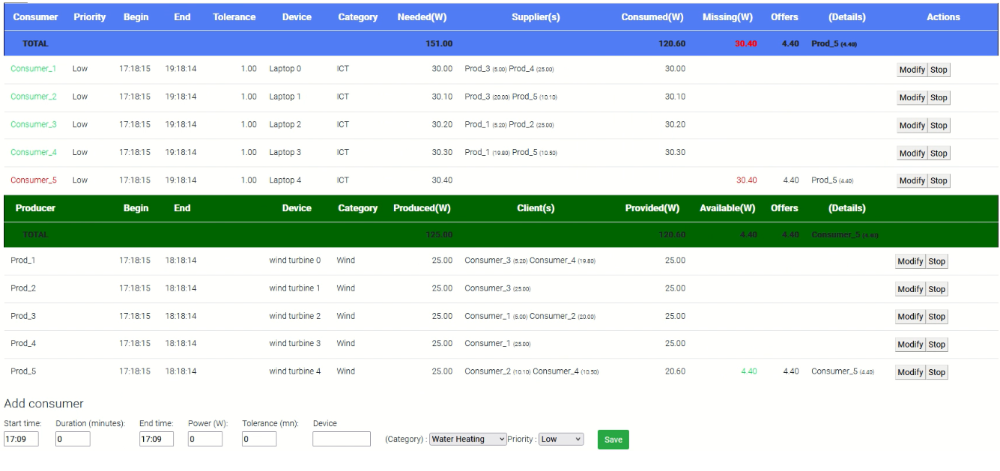 Consumer Priority Begin End Tolerance Device Category Needed(W) Supplier(s) Consumed(W) Missing(W) Offers (Details) Actions
TOTAL 151.00 120.60 30.40 4.40 Prod_5 (4.40)
Consumer_1 Low 17:18:15 19:18:14 1.00 Laptop 0 ICT 30.00 Prod_3 (5.00) Prod_4 (25.00) 30.00 Modify Stop
Consumer_2 Low 17:18:15 19:18:14 1.00 Laptop 1 ICT 30.10 Prod_3 (20.00) Prod_5 (10.10) 30.10 Modify Stop
Consumer_3 Low 17:18:15 19:18:14 1.00 Laptop 2 ICT 30.20 Prod_1 (5.20) Prod_2 (25.00) 30.20 Modify Stop
Consumer_4 Low 17:18:15 19:18:14 1.00 Laptop 3 ICT 30.30 Prod_1 (19.80) Prod_5 (10.50) 30.30 Modify Stop
Consumer_5 Low 17:18:15 19:18:14 1.00 Laptop 4 ICT 30.40 30.40 4.40 Prod_5 (4.40) Modify Stop
Producer Begin End Device Category Produced(W) Client(s) Provided(W) Available(W) Offers (Details)
TOTAL 125.00 120.60 4.40 4.40 Consumer_5 (4.40)
Prod_1 17:18:15 18:18:14 wind turbine 0 Wind 25.00 Consumer_3 (5.20) Consumer_4 (19.80) 25.00 Modify Stop
Prod_2 17:18:15 18:18:14 wind turbine 1 Wind 25.00 Consumer_3 (25.00) 25.00 Modify Stop
Prod_3 17:18:15 18:18:14 wind turbine 2 Wind 25.00 Consumer_1 (5.00) Consumer_2 (20.00) 25.00 Modify Stop
Prod_4 17:18:15 18:18:14 wind turbine 3 Wind 25.00 Consumer_1 (25.00) 25.00 Modify Stop
Prod_5 17:18:15 18:18:14 wind turbine 4 Wind 25.00 Consumer_2 (10.10) Consumer_4 (10.50) 20.60 4.40 4.40 Consumer_5 (4.40) Modify Stop
Add consumer
Start time: Duration (minutes): End time: Power (W): Tolerance (mn): Device
17:09 0 17:09 0 0 (Category) : Water Heating Priority : Low Save